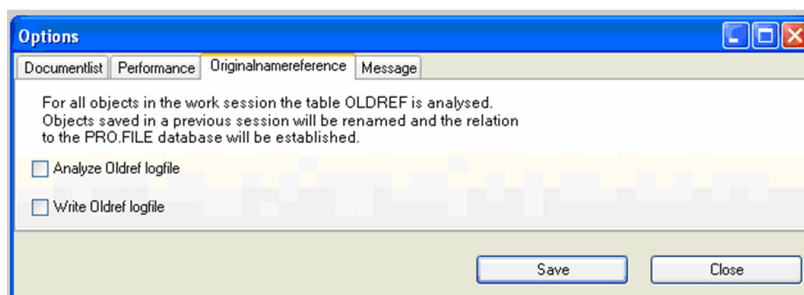 Options
Documentlist Performance Originalnamereference Message
For all objects in the work session the table OLDREF is analysed.
Objects saved in a previous session will be renamed and the relation
to the PRO.FILE database will be established.
Analyze Oldref logfile
Write Oldref logfile
Save Close